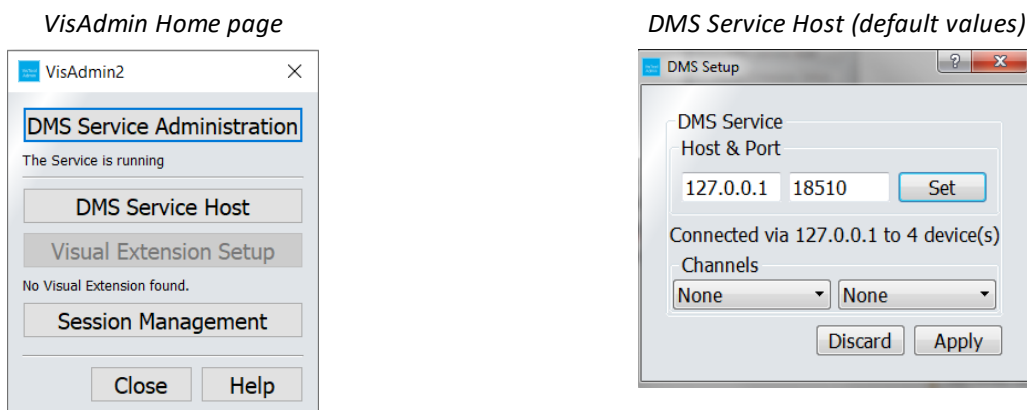 VisAdmin Home page
VisAdmin2
DMS Service Administration
The Service is running
DMS Service Host
Visual Extension Setup
No Visual Extension found.
Session Management
Close Help
DMS Service Host (default values)
DMS Setup
DMS Service
Host & Port
127.0.0.1 18510 Set
Connected via 127.0.0.1 to 4 device(s)
Channels
None None
Discard Apply